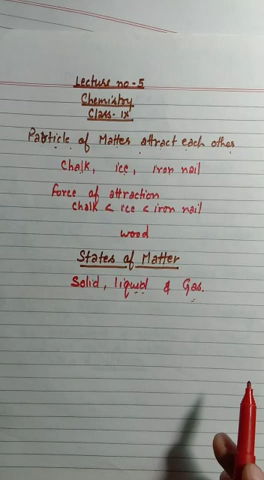 Lecture no-5
Chemistry
Class-IX
Particle of Matter attract each other
Chalk, ice, iron nail
Force of attraction
Chalk < ice < iron nail
wood
States of Matter
Solid, liquid & Gas.